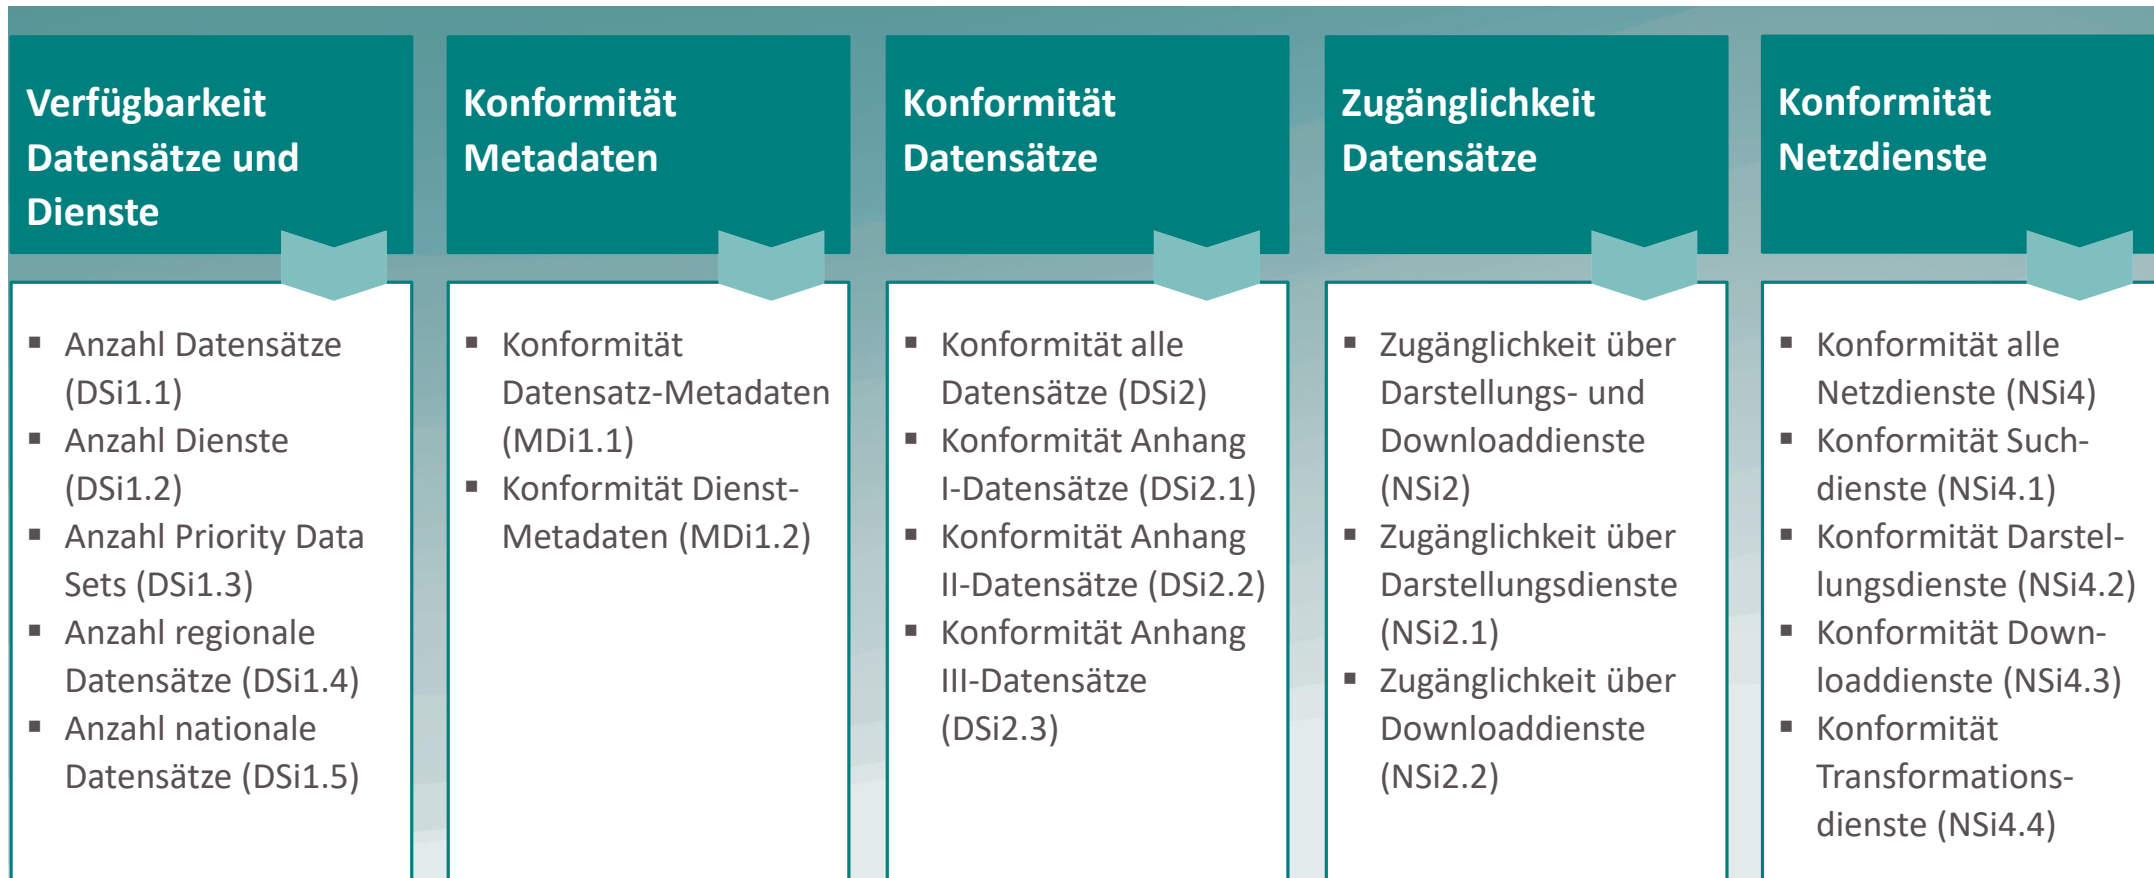 Verfügbarkeit
Datensätze und
Dienste
▪ Anzahl Datensätze
(DSi1.1)
▪ Anzahl Dienste
(DSi1.2)
▪ Anzahl Priority Data
Sets (DSi1.3)
▪ Anzahl regionale
Datensätze (DSi1.4)
▪ Anzahl nationale
Datensätze (DSi1.5)
Konformität
Metadaten
▪ Konformität
Datensatz-Metadaten
(MDi1.1)
▪ Konformität Dienst-
Metadaten (MDi1.2)
Konformität
Datensätze
▪ Konformität alle
Datensätze (DSi2)
▪ Konformität Anhang
I-Datensätze (DSi2.1)
▪ Konformität Anhang
II-Datensätze (DSi2.2)
▪ Konformität Anhang
III-Datensätze
(DSi2.3)
Zugänglichkeit
Datensätze
▪ Zugänglichkeit über
Darstellungs- und
Downloaddienste
(NSi2)
▪ Zugänglichkeit über
Darstellungsdienste
(NSi2.1)
▪ Zugänglichkeit über
Downloaddienste
(NSi2.2)
Konformität
Netzdienste
▪ Konformität alle
Netzdienste (NSi4)
▪ Konformität Such-
dienste (NSi4.1)
▪ Konformität Darstel-
lungsdienste (NSi4.2)
▪ Konformität Down-
loaddienste (NSi4.3)
▪ Konformität
Transformations-
dienste (NSi4.4)